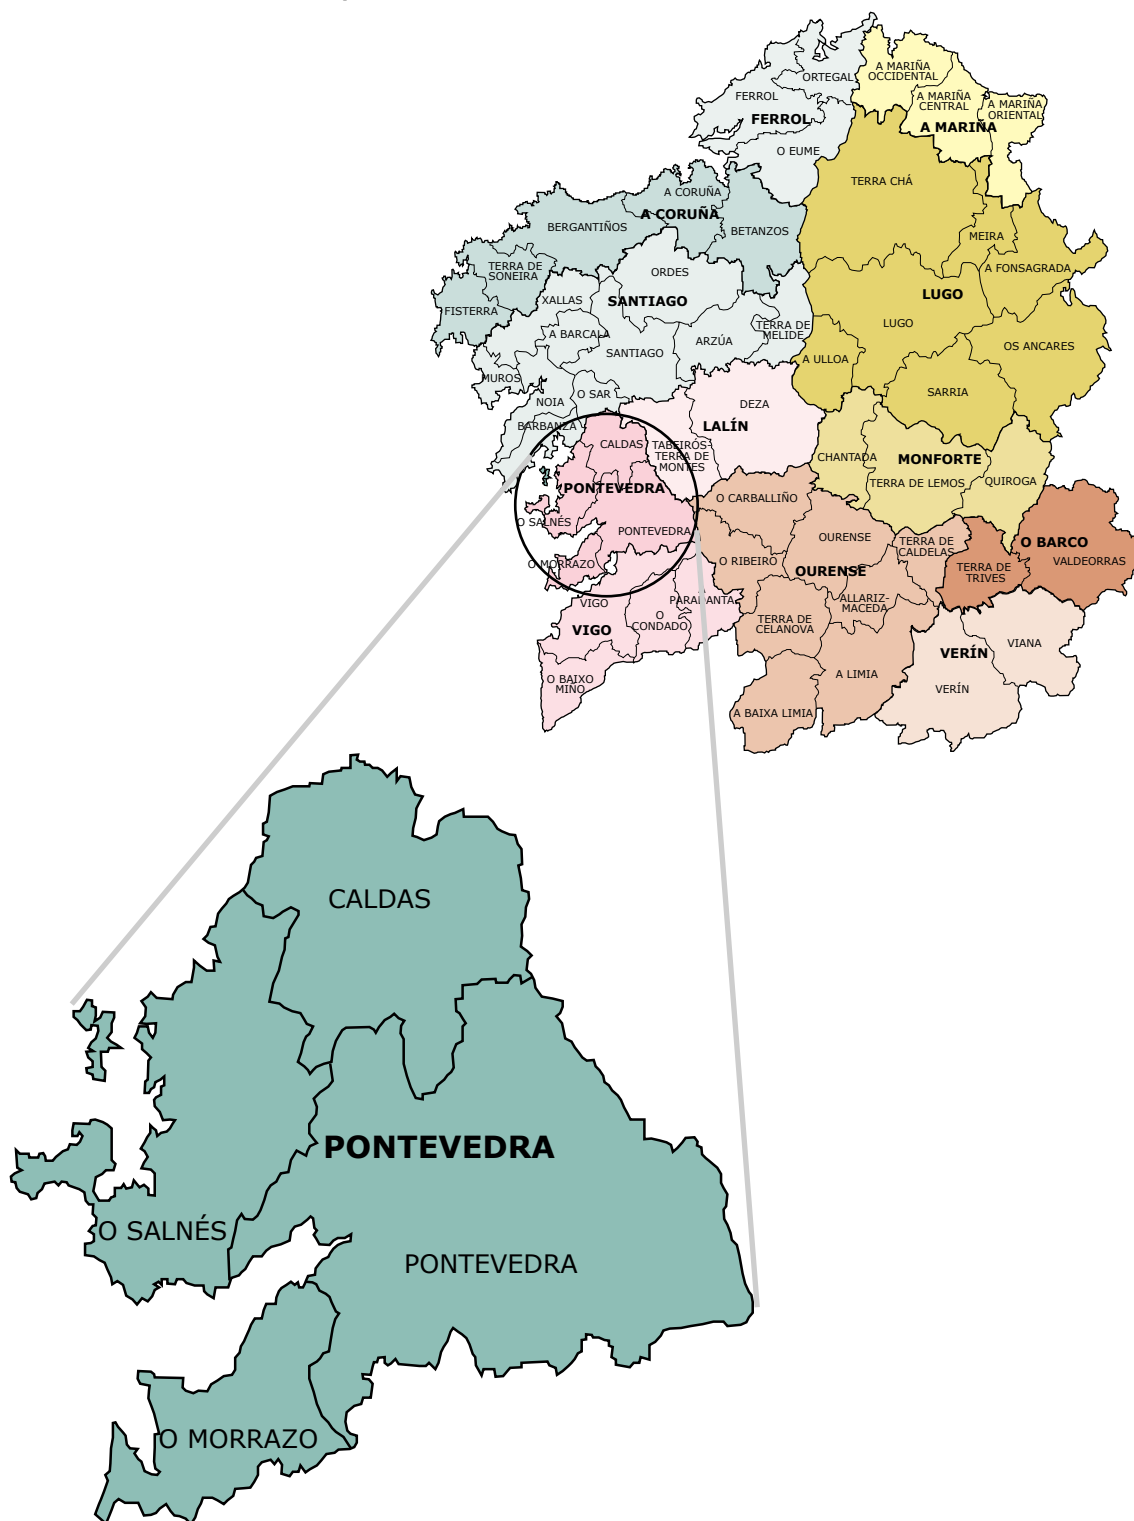 A MARIÑA
OCCIDENTAL
ORTEGAL
FERROL
A MARIÑA
CENTRAL
A MARIÑA
ORIENTAL
FERROL
A MARIÑA
O EUME
TERRA CHÁ
A CORUÑA
A CORUÑA
BERGANTIÑOS
BETANZOS
MEIRA
TERRA DE
SONEIRA
ORDES
A FONSAGRADA
XALLAS
SANTIAGO
LUGO
FISTERRA
A BARCALA
ARZÚA
TERRA DE
MELIDE
LUGO
SANTIAGO
OS ANCARES
A ULLOA
MUROS
O SAR
SARRIA
NOIA
DEZA
BARBANZA
LALÍN
CALDAS
TABEIRÓS-
TERRA DE
MONTES
CHANTADA
MONFORTE
PONTEVEDRA
TERRA DE LEMOS
QUIROGA
O CARBALLIÑO
O SALNÉS
PONTEVEDRA
OURENSE
TERRA DE
CALDELAS
O BARCO
O MORRAZO
O RIBEIRO
OURENSE
TERRA DE
TRIVES
VALDEORRAS
VIGO
PARADANTA
ALLARIZ-
MACEDA
VIGO
O
CONDADO
TERRA DE
CELANOVA
VERÍN
VIANA
O BAIXO
MIÑO
A LIMIA
VERÍN
A BAIXA LIMIA
CALDAS
PONTEVEDRA
O SALNÉS
PONTEVEDRA
O MORRAZO